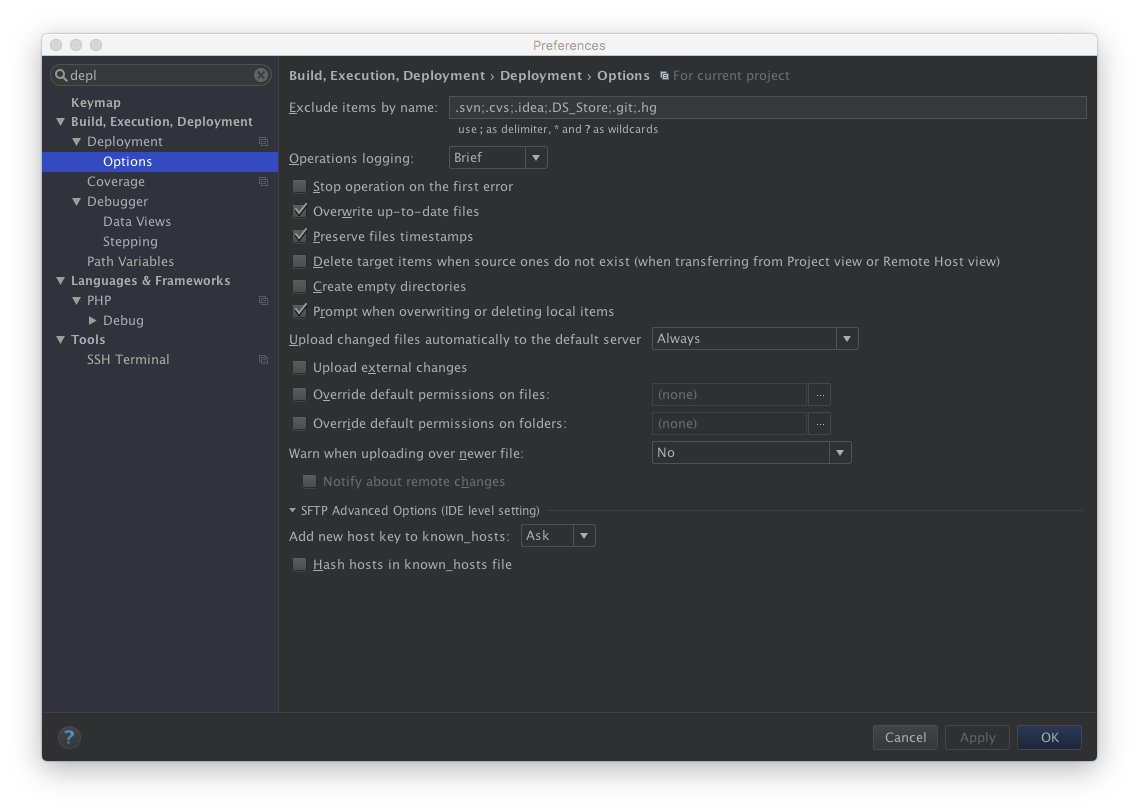 Preferences
depl
Keymap
Build, Execution, Deployment
Deployment
Options
Coverage
Debugger
Data Views
Stepping
Path Variables
Languages & Frameworks
PHP
Debug
Tools
SSH Terminal
Build, Execution, Deployment › Deployment › Options For current project
Exclude items by name: .svn;.cvs;.idea;.DS_Store;.git;.hg
use ; as delimiter, * and ? as wildcards
Operations logging: Brief
Stop operation on the first error
Overwrite up-to-date files
Preserve files timestamps
Delete target items when source ones do not exist (when transferring from Project view or Remote Host view)
Create empty directories
Prompt when overwriting or deleting local items
Upload changed files automatically to the default server Always
Upload external changes
Override default permissions on files: (none) ...
Override default permissions on folders: (none) ...
Warn when uploading over newer file: No
Notify about remote changes
SFTP Advanced Options (IDE level setting)
Add new host key to known_hosts: Ask
Hash hosts in known_hosts file
? Cancel Apply OK